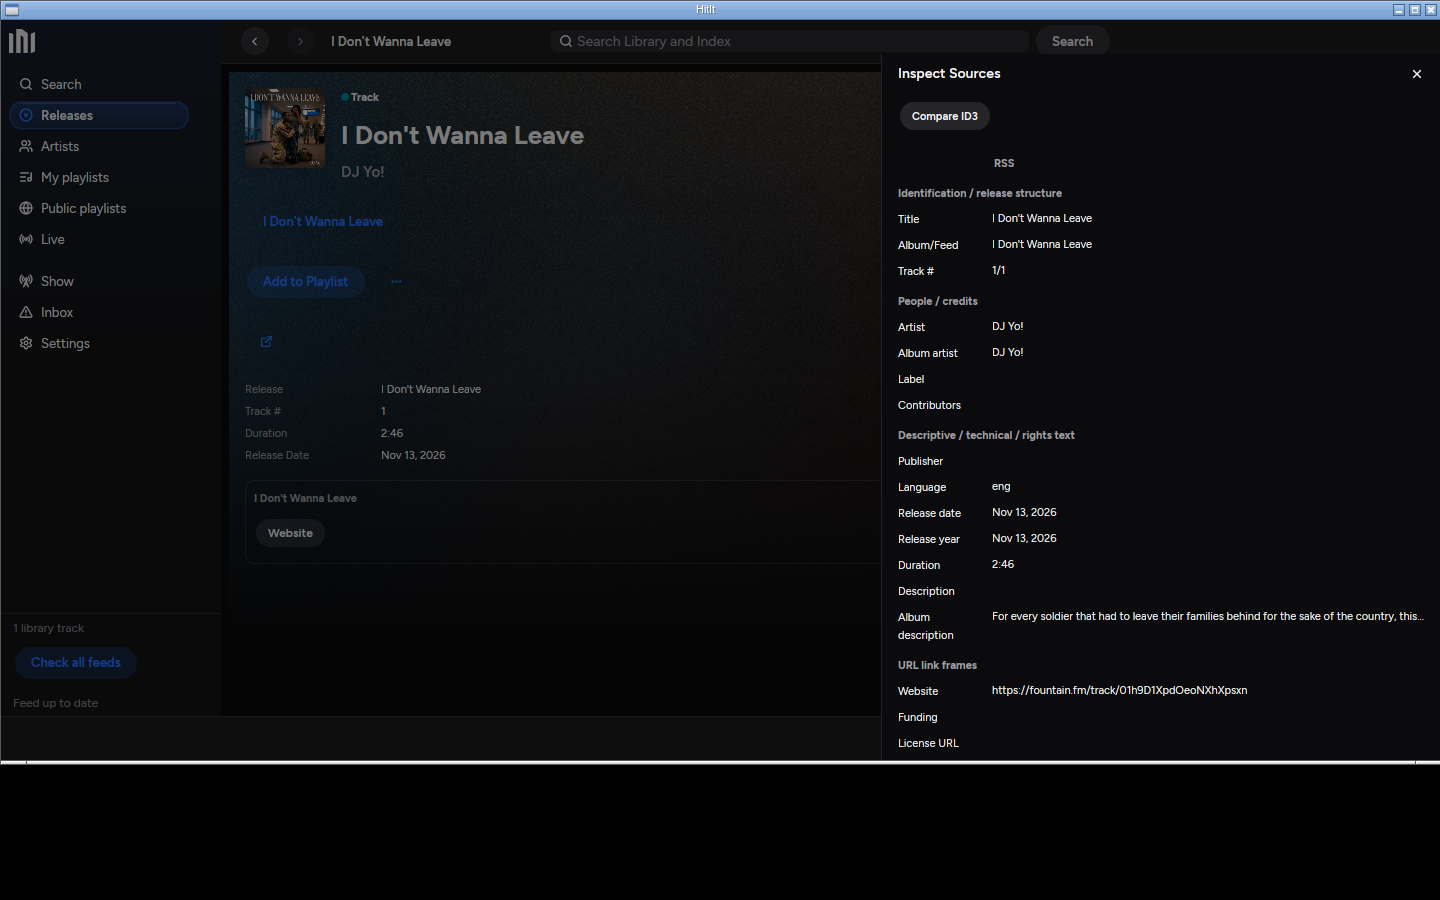 HitIt
I Don't Wanna Leave
Search Library and Index
Search
Search
Releases
Artists
My playlists
Public playlists
Live
Show
Inbox
Settings
1 library track
Check all feeds
Feed up to date
I DON'T WANNA LEAVE
Track
I Don't Wanna Leave
DJ Yo!
I Don't Wanna Leave
Add to Playlist
Release I Don't Wanna Leave
Track # 1
Duration 2:46
Release Date Nov 13, 2026
I Don't Wanna Leave
Website
Inspect Sources
Compare ID3
RSS
Identification / release structure
Title I Don't Wanna Leave
Album/Feed I Don't Wanna Leave
Track # 1/1
People / credits
Artist DJ Yo!
Album artist DJ Yo!
Label
Contributors
Descriptive / technical / rights text
Publisher
Language eng
Release date Nov 13, 2026
Release year Nov 13, 2026
Duration 2:46
Description
Album description For every soldier that had to leave their families behind for the sake of the country, this...
URL link frames
Website https://fountain.fm/track/01h9D1XpdOeoNXhXpsxn
Funding
License URL